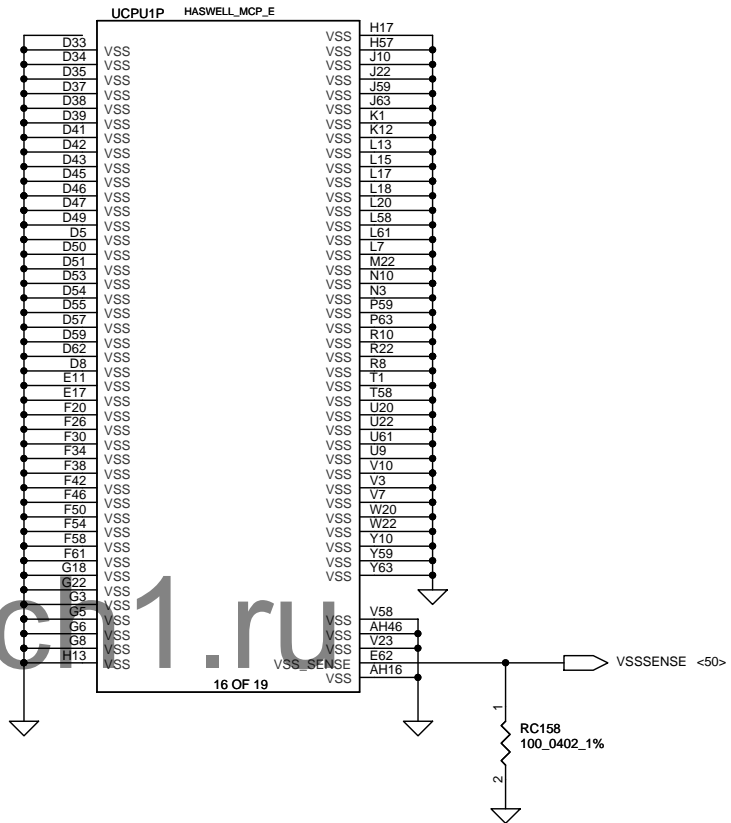 UCPU1P HASWELL_MCP_E
VSS H17
D33 VSS VSS H57
D34 VSS VSS J10
D35 VSS VSS J22
D37 VSS VSS J59
D38 VSS VSS J63
D39 VSS VSS K1
D41 VSS VSS K12
D42 VSS VSS L13
D43 VSS VSS L15
D45 VSS VSS L17
D46 VSS VSS L18
D47 VSS VSS L20
D49 VSS VSS L58
D5 VSS VSS L61
D50 VSS VSS L7
D51 VSS VSS M22
D53 VSS VSS N10
D54 VSS VSS N3
D55 VSS VSS P59
D57 VSS VSS P63
D59 VSS VSS R10
D62 VSS VSS R22
D8 VSS VSS R8
E11 VSS VSS T1
E17 VSS VSS T58
F20 VSS VSS U20
F26 VSS VSS U22
F30 VSS VSS U61
F34 VSS VSS U9
F38 VSS VSS V10
F42 VSS VSS V3
F46 VSS VSS V7
F50 VSS VSS W20
F54 VSS VSS W22
F58 VSS VSS Y10
F61 VSS VSS Y59
G18 VSS VSS Y63
G22 VSS
G3 VSS
G5 VSS VSS V58
G6 VSS VSS AH46
G8 VSS VSS V23
H13 VSS VSS_SENSE E62 VSSSENSE <50>
VSS AH16
16 OF 19
ch1.ru
1
RC158
100_0402_1%
2